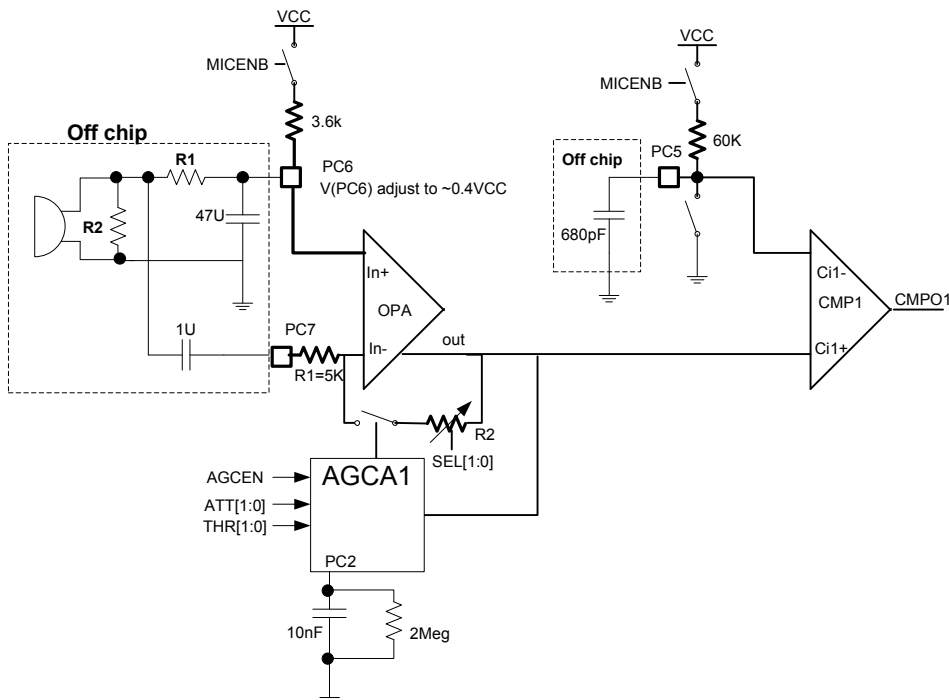 VCC
MICENB
3.6k
Off chip
R1
R2
47U
PC6
V(PC6) adjust to ~0.4VCC
1U
PC7
R1=5K
In+
OPA
In-
out
R2
SEL[1:0]
AGCA1
AGCEN
ATT[1:0]
THR[1:0]
PC2
10nF
2Meg
VCC
MICENB
60K
Off chip
PC5
680pF
Ci1-
CMP1
CMPO1
Ci1+